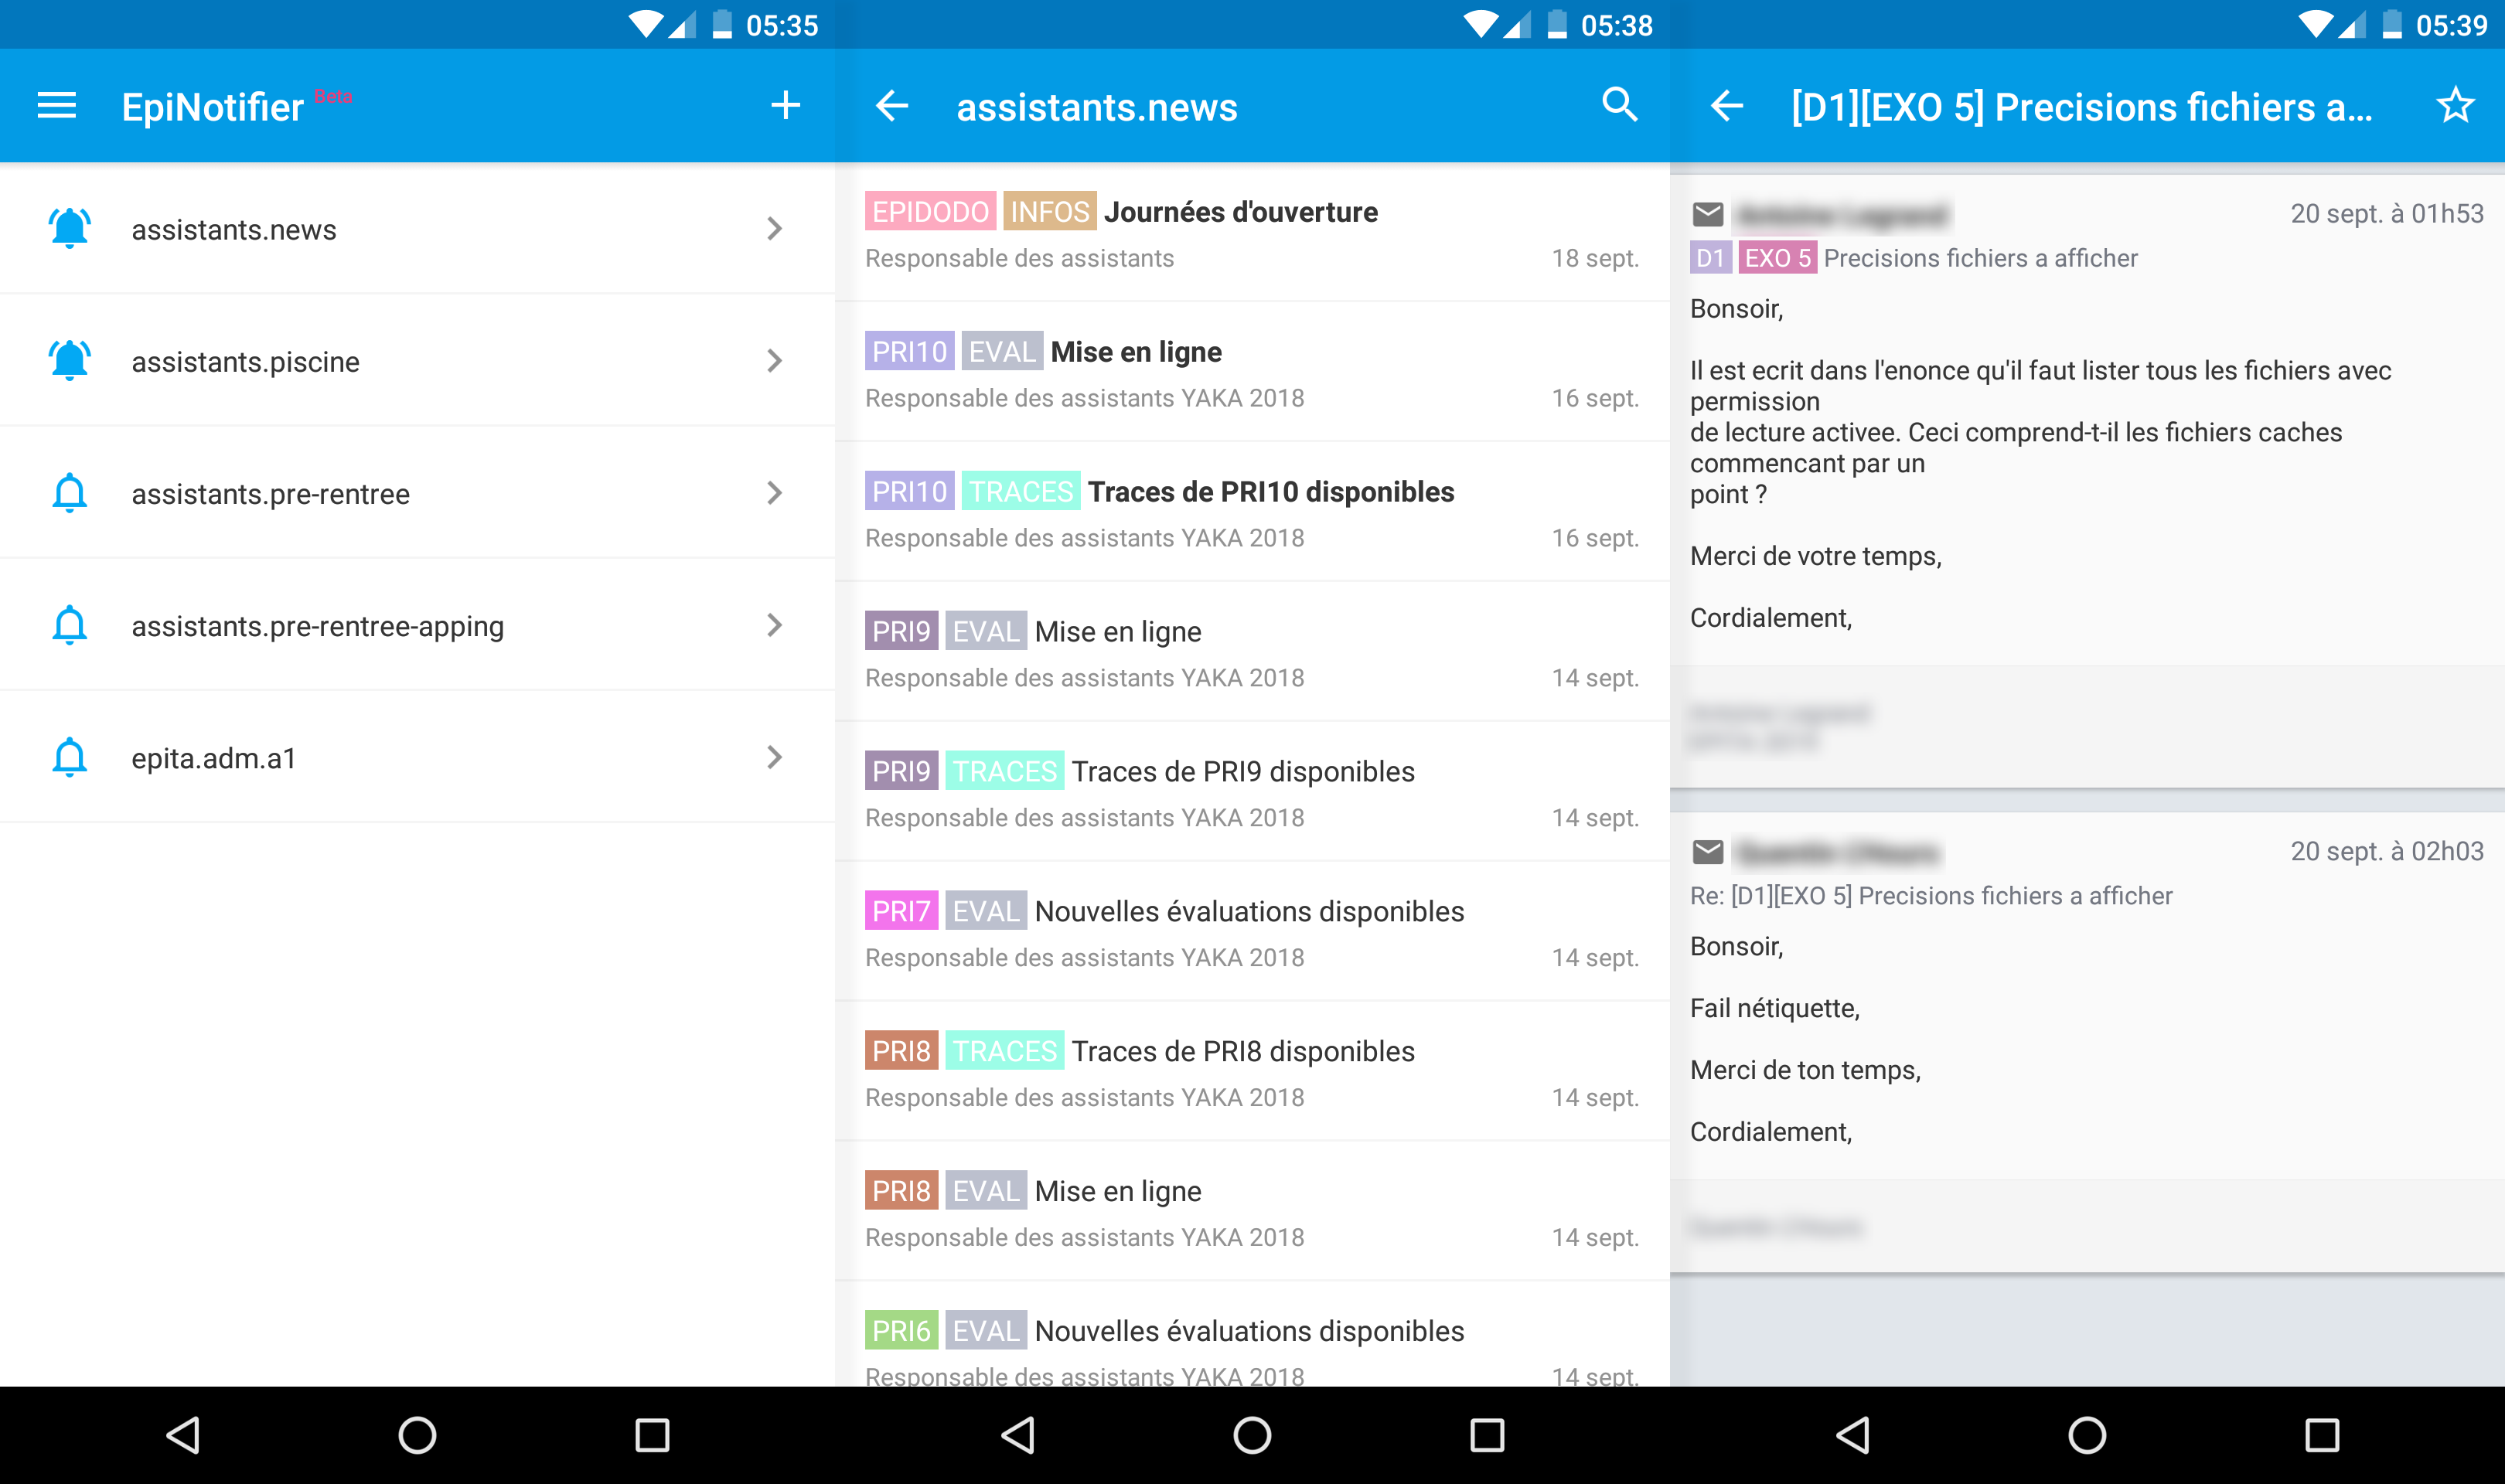 05:35
EpiNotifier Beta
assistants.news
assistants.piscine
assistants.pre-rentree
assistants.pre-rentree-apping
epita.adm.a1
05:38
assistants.news
EPIDODO INFOS Journées d'ouverture
Responsable des assistants 18 sept.
PRI10 EVAL Mise en ligne
Responsable des assistants YAKA 2018 16 sept.
PRI10 TRACES Traces de PRI10 disponibles
Responsable des assistants YAKA 2018 16 sept.
PRI9 EVAL Mise en ligne
Responsable des assistants YAKA 2018 14 sept.
PRI9 TRACES Traces de PRI9 disponibles
Responsable des assistants YAKA 2018 14 sept.
PRI7 EVAL Nouvelles évaluations disponibles
Responsable des assistants YAKA 2018 14 sept.
PRI8 TRACES Traces de PRI8 disponibles
Responsable des assistants YAKA 2018 14 sept.
PRI8 EVAL Mise en ligne
Responsable des assistants YAKA 2018 14 sept.
PRI6 EVAL Nouvelles évaluations disponibles
Responsable des assistants YAKA 2018 14 sept.
05:39
[D1][EXO 5] Precisions fichiers a...
20 sept. à 01h53
D1 EXO 5 Precisions fichiers a afficher
Bonsoir,
Il est ecrit dans l'enonce qu'il faut lister tous les fichiers avec
permission
de lecture activee. Ceci comprend-t-il les fichiers caches
commencant par un
point ?
Merci de votre temps,
Cordialement,
20 sept. à 02h03
Re: [D1][EXO 5] Precisions fichiers a afficher
Bonsoir,
Fail nétiquette,
Merci de ton temps,
Cordialement,